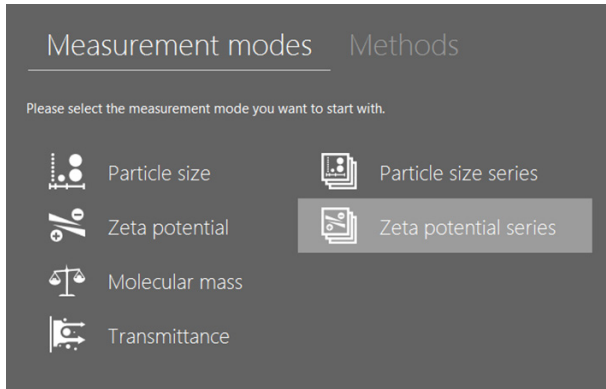 Measurement modes Methods
Please select the measurement mode you want to start with.
Particle size Particle size series
Zeta potential Zeta potential series
Molecular mass
Transmittance